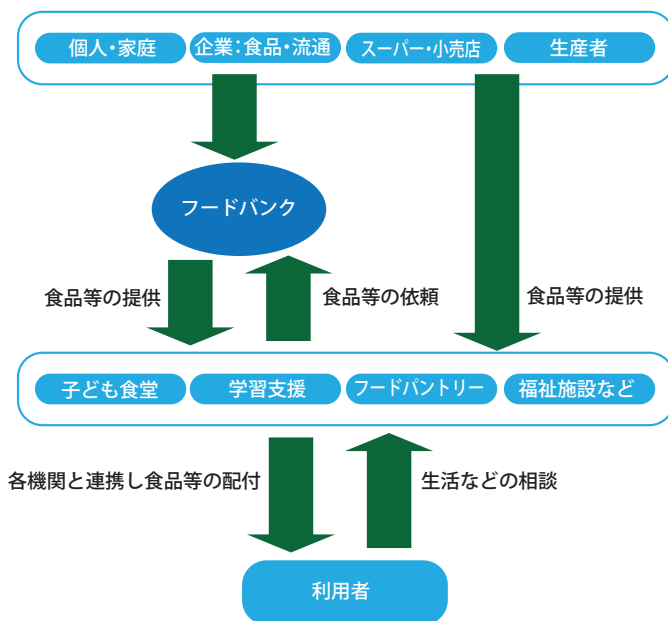 個人・家庭
企業：食品・流通
スーパー・小売店
生産者
フードバンク
食品等の提供
食品等の依頼
食品等の提供
子ども食堂
学習支援
フードパントリー
福祉施設など
各機関と連携し食品等の配付
生活などの相談
利用者